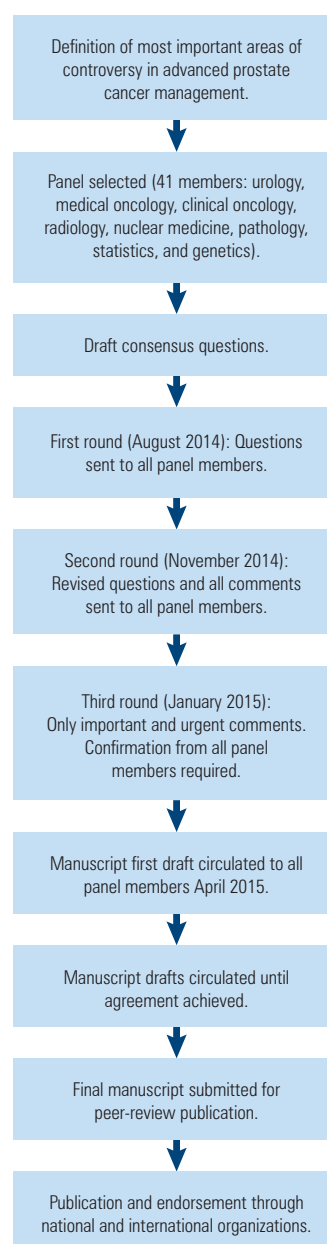 Definition of most important areas of
controversy in advanced prostate
cancer management.
Panel selected (41 members: urology,
medical oncology, clinical oncology,
radiology, nuclear medicine, pathology,
statistics, and genetics).
Draft consensus questions.
First round (August 2014): Questions
sent to all panel members.
Second round (November 2014):
Revised questions and all comments
sent to all panel members.
Third round (January 2015):
Only important and urgent comments.
Confirmation from all panel
members required.
Manuscript first draft circulated to all
panel members April 2015.
Manuscript drafts circulated until
agreement achieved.
Final manuscript submitted for
peer-review publication.
Publication and endorsement through
national and international organizations.